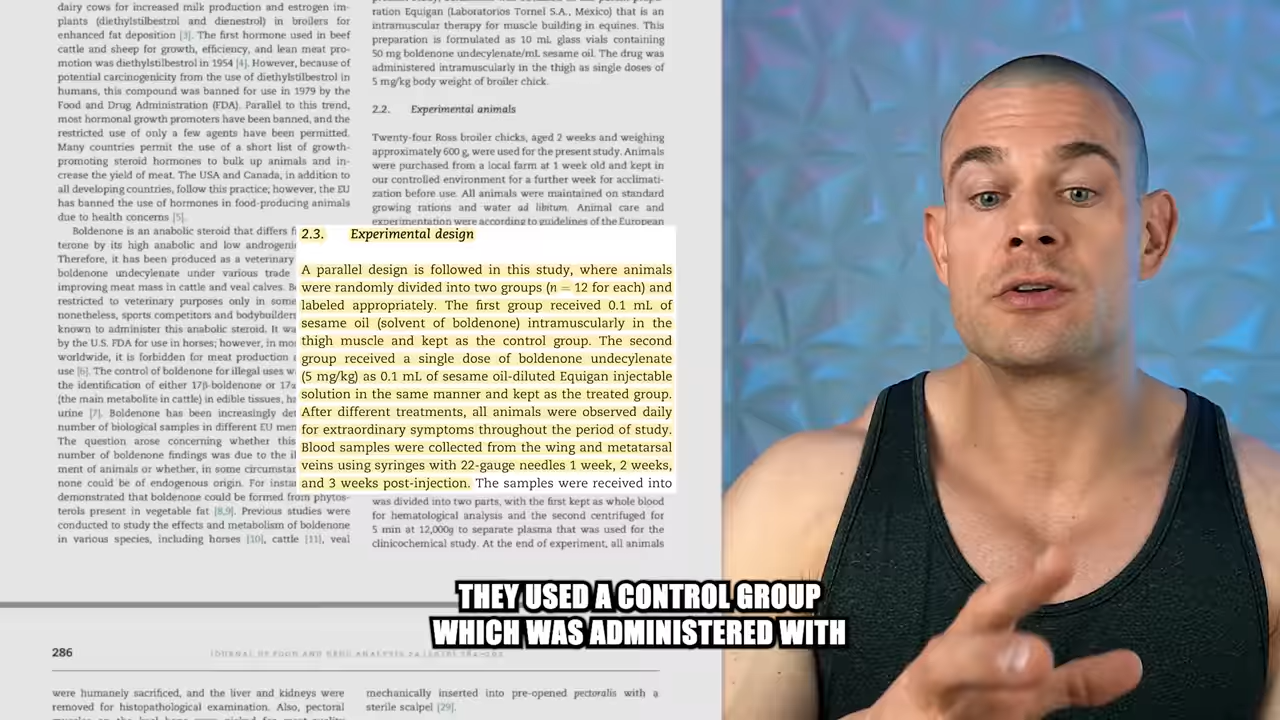 dairy cows for increased milk production and estrogen im-
plants (diethylstilbestrol and dienestrol) in broilers for
enhanced fat deposition [3]. The first hormone used in beef
cattle and sheep for growth, efficiency, and lean meat pro-
motion was diethylstilbestrol in 1954 [4]. However, because of
potential carcinogenicity from the use of diethylstilbestrol in
humans, this compound was banned for use in 1979 by the
Food and Drug Administration (FDA). Parallel to this trend,
most hormonal growth promoters have been banned, and the
restricted use of only a few agents have been permitted.
Many countries permit the use of a short list of growth-
promoting steroid hormones to bulk up animals and in-
crease the yield of meat. The USA and Canada, in addition to
all developing countries, follow this practice; however, the EU
has banned the use of hormones in food-producing animals
due to health concerns [5].
Boldenone is an anabolic steroid that differs f
terone by its high anabolic and low androgeni
Therefore, it has been produced as a veterinary
boldenone undecylenate under various trade
improving meat mass in cattle and veal calves. B
restricted to veterinary purposes only in some
nonetheless, sports competitors and bodybuilders
known to administer this anabolic steroid. It wa
by the U.S. FDA for use in horses; however, in mos
worldwide, it is forbidden for meat production
use [6]. The control of boldenone for illegal uses w
the identification of either 17β-boldenone or 17α
(the main metabolite in cattle) in edible tissues, ha
urine [7]. Boldenone has been increasingly det
number of biological samples in different EU mem
The question arose concerning whether this
number of boldenone findings was due to the il
ment of animals or whether, in some circumstan
none could be of endogenous origin. For instan
demonstrated that boldenone could be formed from phytos-
terols present in vegetable fat [8,9]. Previous studies were
conducted to study the effects and metabolism of boldenone
in various species, including horses [10], cattle [11], veal
ration Equigan (Laboratorios Tornel S.A., Mexico) that is an
intramuscular therapy for muscle building in equines. This
preparation is formulated as 10 mL glass vials containing
50 mg boldenone undecylenate/mL sesame oil. The drug was
administered intramuscularly in the thigh as single doses of
5 mg/kg body weight of broiler chick.
2.2. Experimental animals
Twenty-four Ross broiler chicks, aged 2 weeks and weighing
approximately 600 g, were used for the present study. Animals
were purchased from a local farm at 1 week old and kept in
our controlled environment for a further week for acclimati-
zation before use. All animals were maintained on standard
growing rations and water ad libitum. Animal care and
experimentation were according to guidelines of the European
2.3. Experimental design
A parallel design is followed in this study, where animals
were randomly divided into two groups (n = 12 for each) and
labeled appropriately. The first group received 0.1 mL of
sesame oil (solvent of boldenone) intramuscularly in the
thigh muscle and kept as the control group. The second
group received a single dose of boldenone undecylenate
(5 mg/kg) as 0.1 mL of sesame oil-diluted Equigan injectable
solution in the same manner and kept as the treated group.
After different treatments, all animals were observed daily
for extraordinary symptoms throughout the period of study.
Blood samples were collected from the wing and metatarsal
veins using syringes with 22-gauge needles 1 week, 2 weeks,
and 3 weeks post-injection. The samples were received into
was divided into two parts, with the first kept as whole blood
for hematological analysis and the second centrifuged for
5 min at 12,000g to separate plasma that was used for the
clinicochemical study. At the end of experiment, all animals
THEY USED A CONTROL GROUP
WHICH WAS ADMINISTERED WITH
286
JOURNAL OF FOOD AND DRUG ANALYSIS 24 (2016)
were humanely sacrificed, and the liver and kidneys were
removed for histopathological examination. Also, pectoral
mechanically inserted into pre-opened pectoralis with a
sterile scalpel [29].